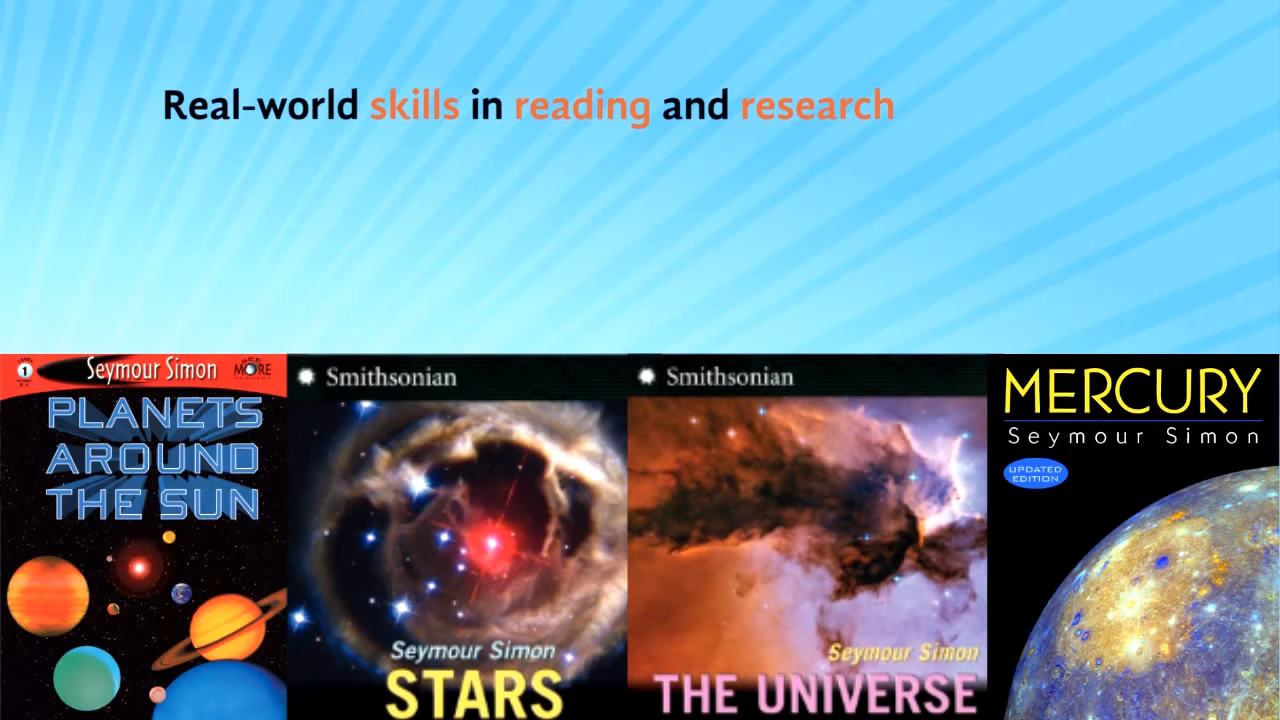 Real-world skills in reading and research
1
Seymour Simon
SEE
MORE
PLANETS
AROUND
THE SUN
Smithsonian
Seymour Simon
STARS
Smithsonian
Seymour Simon
THE UNIVERSE
MERCURY
Seymour Simon
UPDATED
EDITION